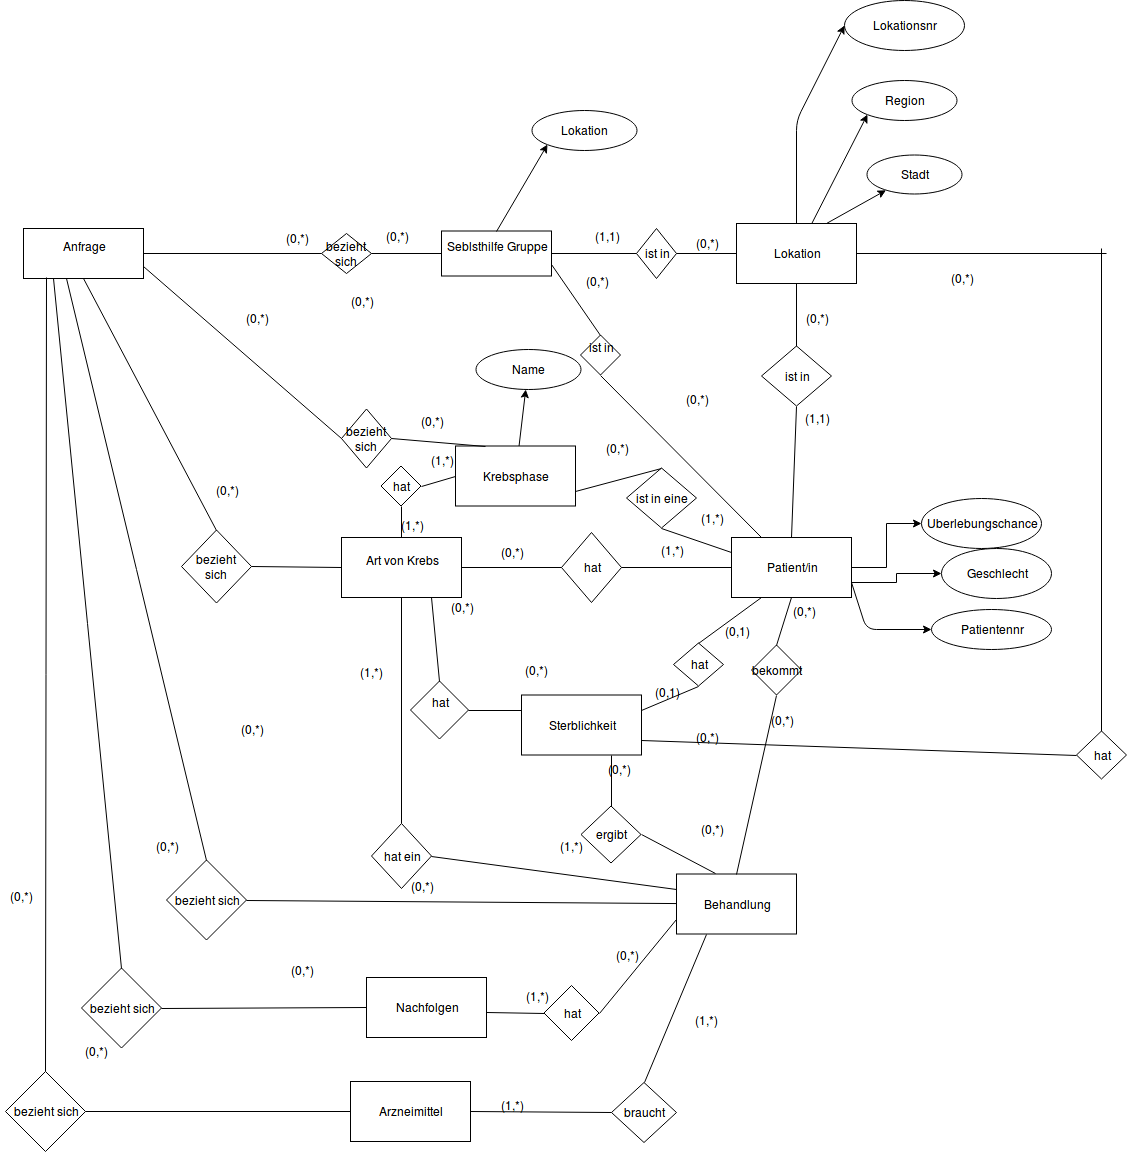 Lokationsnr
Region
Lokation
Stadt
Anfrage
(0,*)
bezieht
sich
(0,*)
Seblsthilfe Gruppe
(1,1)
ist in
(0,*)
Lokation
(0,*)
(0,*)
(0,*)
(0,*)
(0,*)
ist in
Name
ist in
(0,*)
(0,*)
(1,1)
bezieht
sich
(0,*)
(1,*)
hat
Krebsphase
(0,*)
ist in eine
(1,*)
(0,*)
(1,*)
Uberlebungschance
bezieht
sich
Art von Krebs
(0,*)
hat
(1,*)
Patient/in
Geschlecht
(0,*)
(0,*)
Patientennr
(0,1)
(1,*)
(0,*)
hat
bekommt
hat
(0,1)
(0,*)
Sterblichkeit
(0,*)
(0,*)
(0,*)
hat
ergibt
(0,*)
(0,*)
(1,*)
hat ein
(0,*)
(0,*)
bezieht sich
Behandlung
(0,*)
(0,*)
(1,*)
bezieht sich
Nachfolgen
hat
(1,*)
(0,*)
bezieht sich
Arzneimittel
(1,*)
braucht